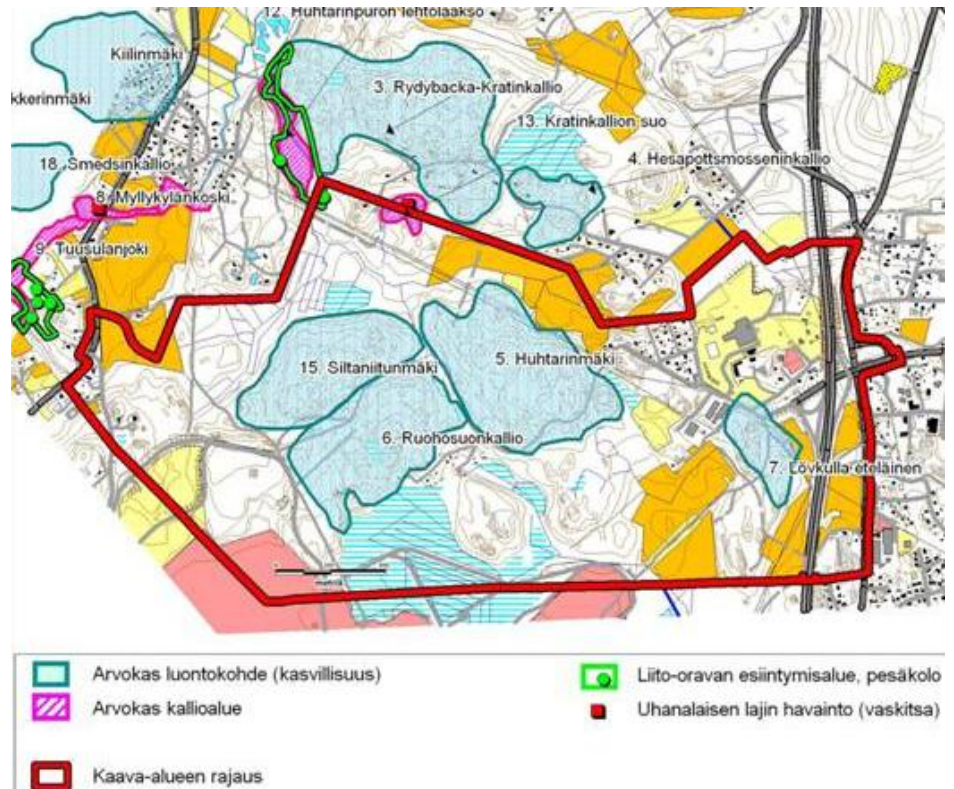 12. Huhtarinpuron lehtolaakso
Kiilinmäki
kkerinmäki
3. Rydybacka-Kratinkallio
13. Kratinkallion suo
4. Hesapottsmosseninkallio
18. Smedsinkallio
8. Myllykylänkoski
9. Tuusulanjoki
15. Siltaniitunmäki
5. Huhtarinmäki
6. Ruohosuonkallio
7. Lövkulla eteläinen
Arvokas luontokohde (kasvillisuus)
Liito-oravan esiintymisalue, pesäkolo
Arvokas kallioalue
Uhanalaisen lajin havainto (vaskitsa)
Kaava-alueen rajaus